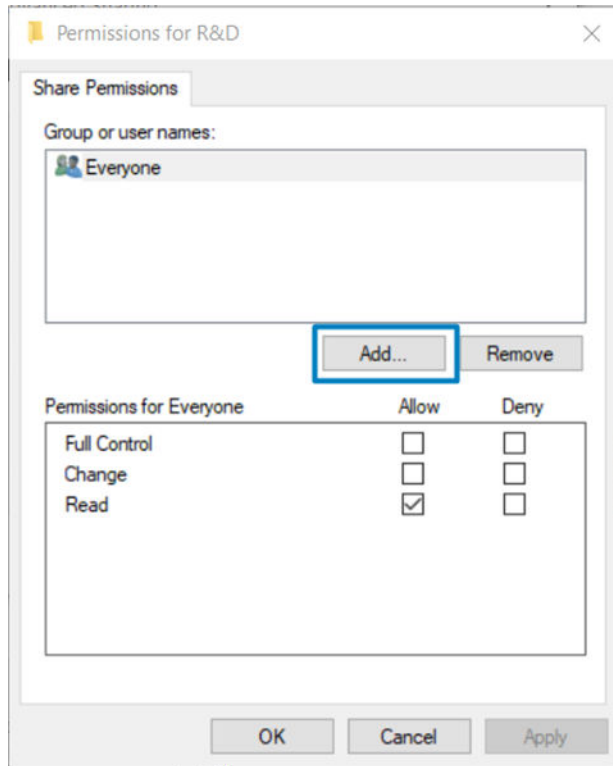 Permissions for R&D
Share Permissions
Group or user names:
Everyone
Add... Remove
Permissions for Everyone Allow Deny
Full Control
Change
Read
OK Cancel Apply